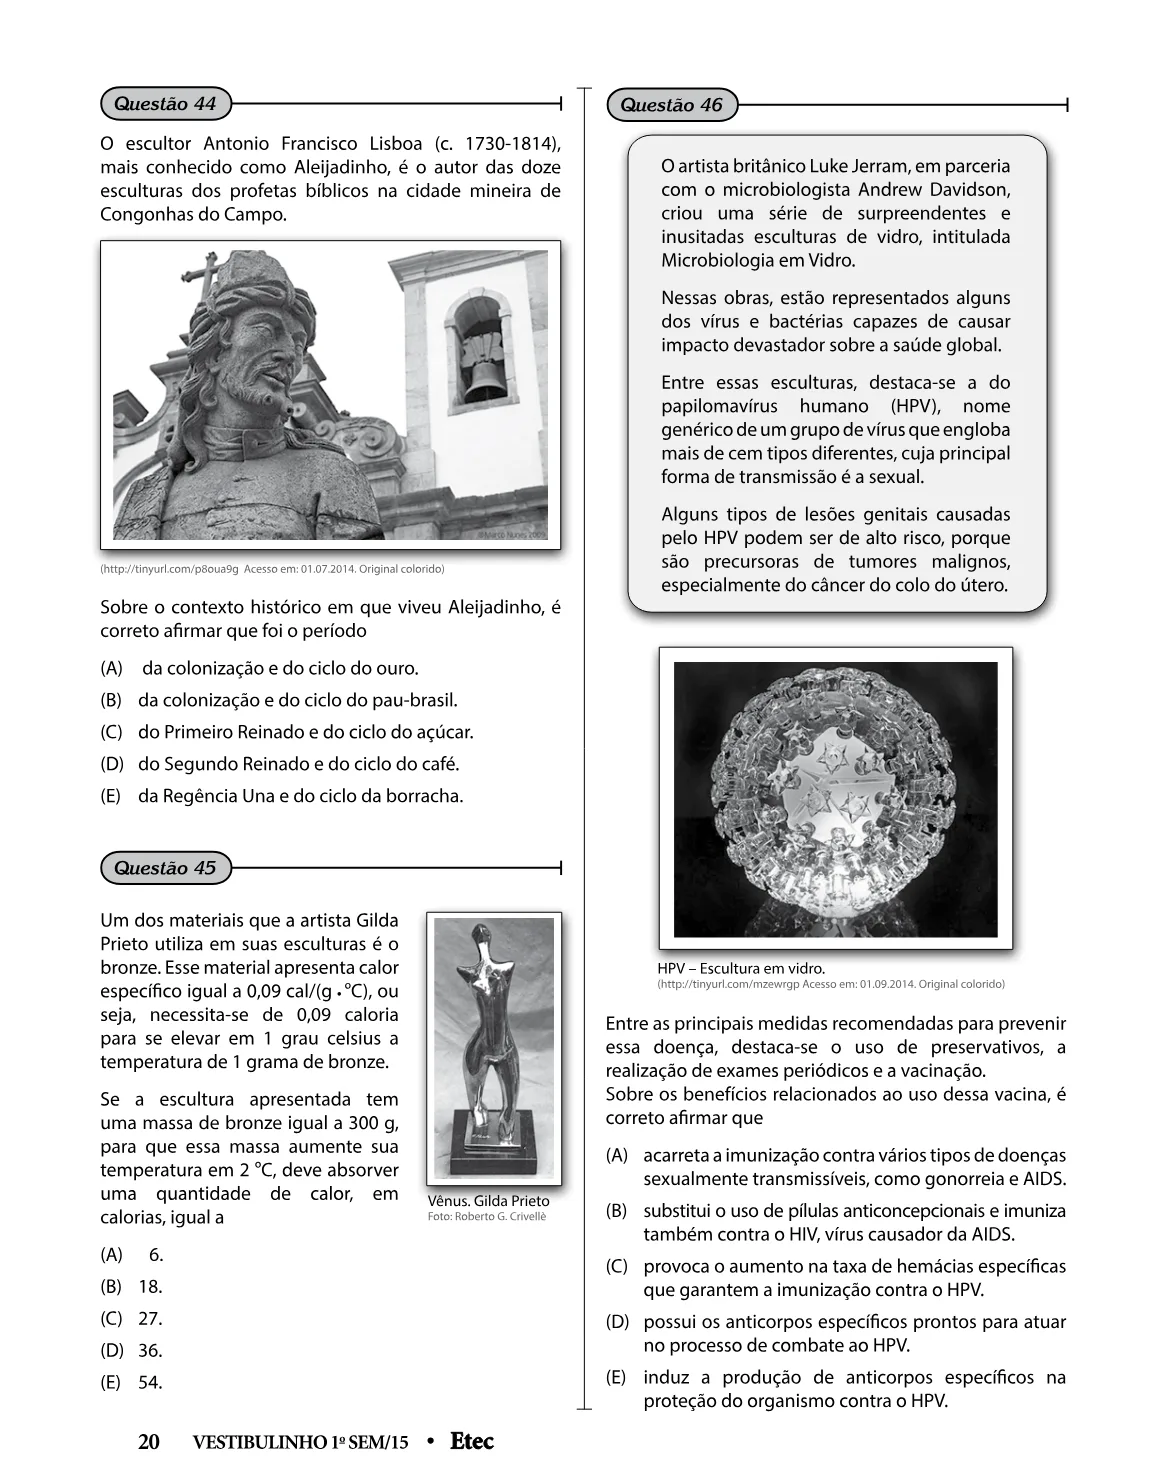 Questão 44
O escultor Antonio Francisco Lisboa (c. 1730-1814),
mais conhecido como Aleijadinho, é o autor das doze
esculturas dos profetas bíblicos na cidade mineira de
Congonhas do Campo.
©Marco Nunes 2009
(http://tinyurl.com/p8oua9g Acesso em: 01.07.2014. Original colorido)
Sobre o contexto histórico em que viveu Aleijadinho, é
correto afirmar que foi o período
(A) da colonização e do ciclo do ouro.
(B) da colonização e do ciclo do pau-brasil.
(C) do Primeiro Reinado e do ciclo do açúcar.
(D) do Segundo Reinado e do ciclo do café.
(E) da Regência Una e do ciclo da borracha.
Questão 45
Um dos materiais que a artista Gilda
Prieto utiliza em suas esculturas é o
bronze. Esse material apresenta calor
específico igual a 0,09 cal/(g • °C), ou
seja, necessita-se de 0,09 caloria
para se elevar em 1 grau celsius a
temperatura de 1 grama de bronze.
Se a escultura apresentada tem
uma massa de bronze igual a 300 g,
para que essa massa aumente sua
temperatura em 2 °C, deve absorver
uma quantidade de calor, em
calorias, igual a
Vênus. Gilda Prieto
Foto: Roberto G. Crivellè
(A) 6.
(B) 18.
(C) 27.
(D) 36.
(E) 54.
Questão 46
O artista britânico Luke Jerram, em parceria
com o microbiologista Andrew Davidson,
criou uma série de surpreendentes e
inusitadas esculturas de vidro, intitulada
Microbiologia em Vidro.
Nessas obras, estão representados alguns
dos vírus e bactérias capazes de causar
impacto devastador sobre a saúde global.
Entre essas esculturas, destaca-se a do
papilomavírus humano (HPV), nome
genérico de um grupo de vírus que engloba
mais de cem tipos diferentes, cuja principal
forma de transmissão é a sexual.
Alguns tipos de lesões genitais causadas
pelo HPV podem ser de alto risco, porque
são precursoras de tumores malignos,
especialmente do câncer do colo do útero.
HPV – Escultura em vidro.
(http://tinyurl.com/mzewrgp Acesso em: 01.09.2014. Original colorido)
Entre as principais medidas recomendadas para prevenir
essa doença, destaca-se o uso de preservativos, a
realização de exames periódicos e a vacinação.
Sobre os benefícios relacionados ao uso dessa vacina, é
correto afirmar que
(A) acarreta a imunização contra vários tipos de doenças
sexualmente transmissíveis, como gonorreia e AIDS.
(B) substitui o uso de pílulas anticoncepcionais e imuniza
também contra o HIV, vírus causador da AIDS.
(C) provoca o aumento na taxa de hemácias específicas
que garantem a imunização contra o HPV.
(D) possui os anticorpos específicos prontos para atuar
no processo de combate ao HPV.
(E) induz a produção de anticorpos específicos na
proteção do organismo contra o HPV.
20 VESTIBULINHO 1º SEM/15 • Etec